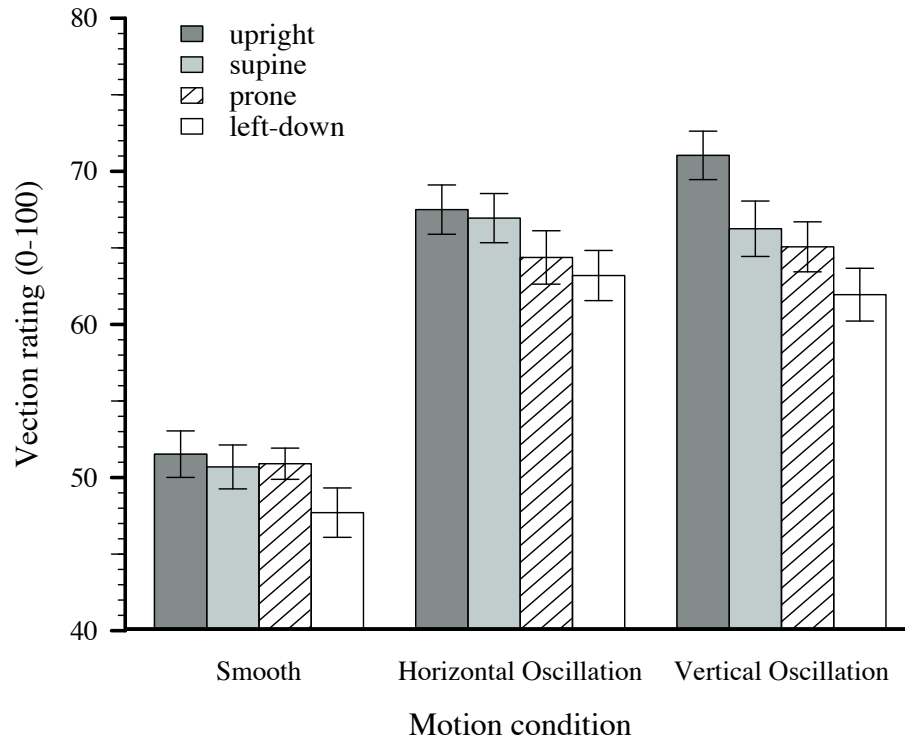 80
70
60
50
40
Vection rating (0-100)
upright
supine
prone
left-down
Smooth
Horizontal Oscillation
Vertical Oscillation
Motion condition